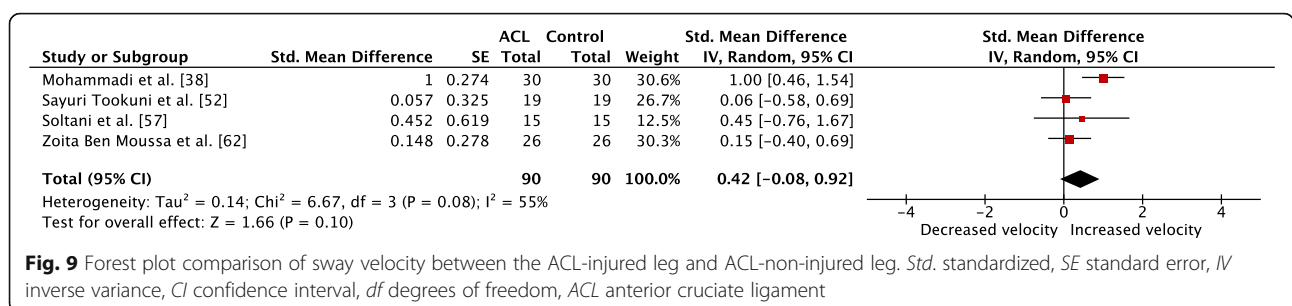 ACL Control Std. Mean Difference Std. Mean Difference
Study or Subgroup Std. Mean Difference SE Total Total Weight IV, Random, 95% CI IV, Random, 95% CI
Mohammadi et al. [38] 1 0.274 30 30 30.6% 1.00 [0.46, 1.54]
Sayuri Tookuni et al. [52] 0.057 0.325 19 19 26.7% 0.06 [−0.58, 0.69]
Soltani et al. [57] 0.452 0.619 15 15 12.5% 0.45 [−0.76, 1.67]
Zoita Ben Moussa et al. [62] 0.148 0.278 26 26 30.3% 0.15 [−0.40, 0.69]
Total (95% CI) 90 90 100.0% 0.42 [−0.08, 0.92]
Heterogeneity: Tau² = 0.14; Chi² = 6.67, df = 3 (P = 0.08); I² = 55%
Test for overall effect: Z = 1.66 (P = 0.10)
−4 −2 0 2 4
Decreased velocity Increased velocity
Fig. 9 Forest plot comparison of sway velocity between the ACL-injured leg and ACL-non-injured leg. Std. standardized, SE standard error, IV
inverse variance, CI confidence interval, df degrees of freedom, ACL anterior cruciate ligament